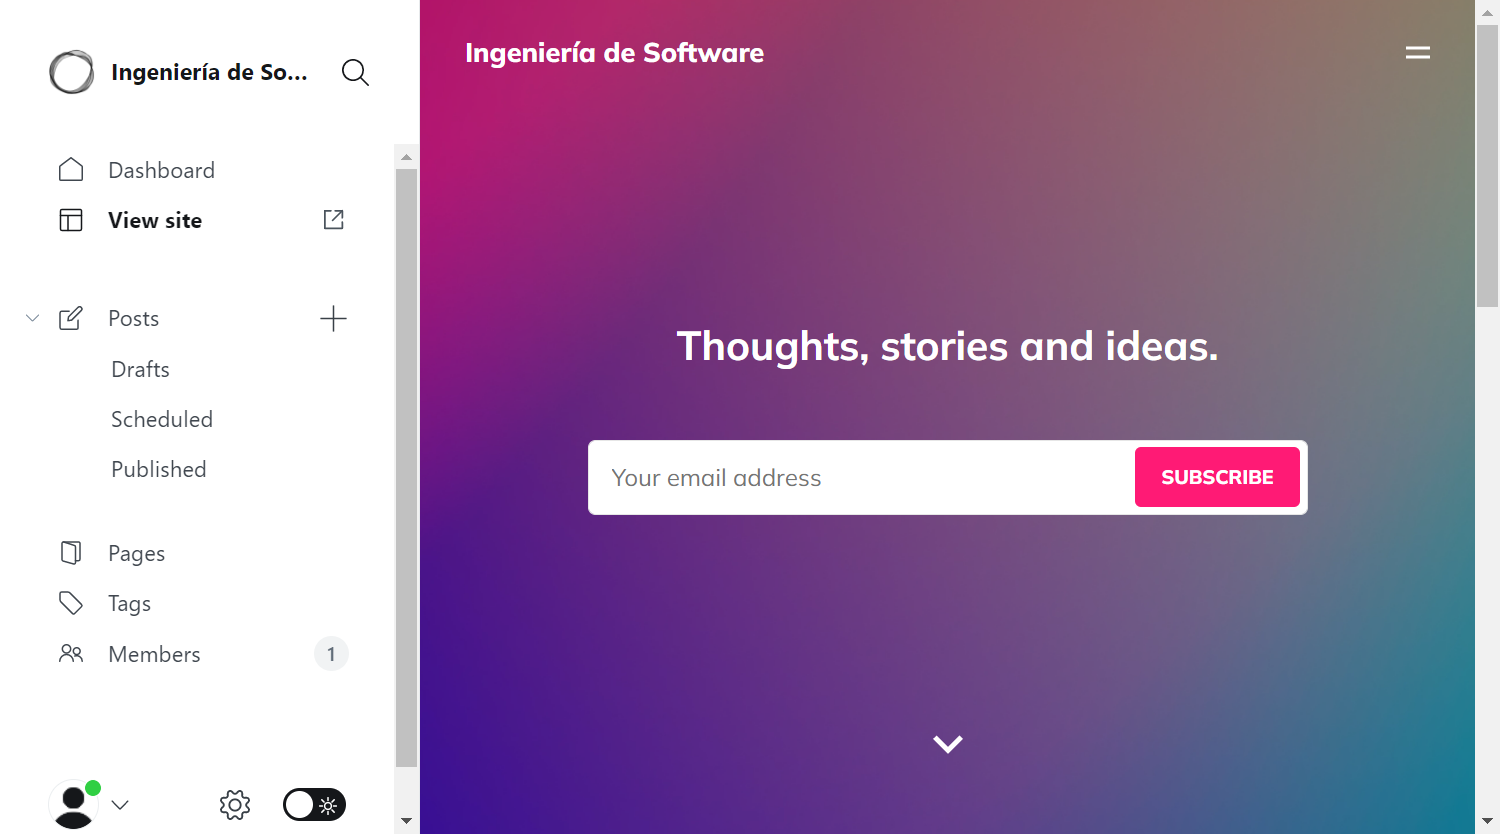 Ingeniería de So...
Dashboard
View site
Posts
Drafts
Scheduled
Published
Pages
Tags
Members
1
Ingeniería de Software
Thoughts, stories and ideas.
Your email address
SUBSCRIBE